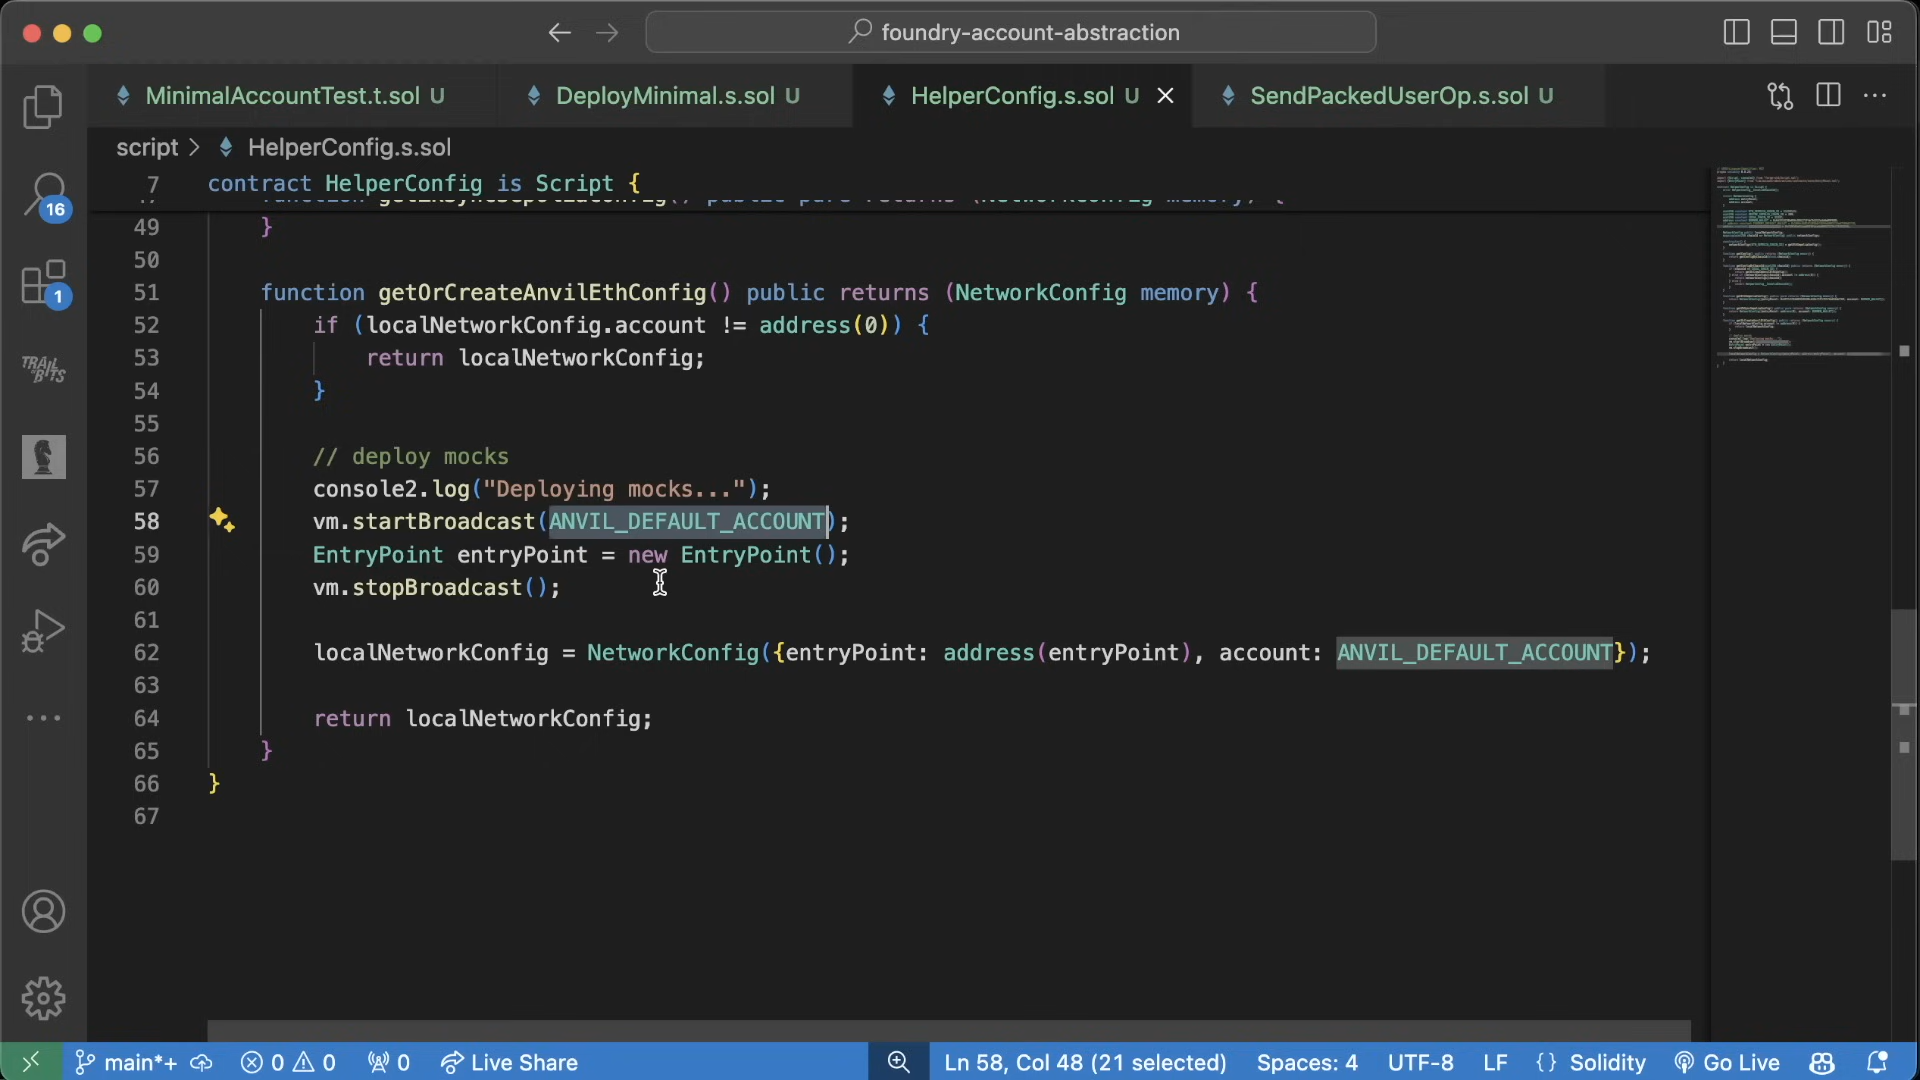 foundry-account-abstraction
MinimalAccountTest.t.sol U
DeployMinimal.s.sol U
HelperConfig.s.sol U
SendPackedUserOp.s.sol U
script > HelperConfig.s.sol
7 contract HelperConfig is Script {
49 }
50
51 function getOrCreateAnvilEthConfig() public returns (NetworkConfig memory) {
52 if (localNetworkConfig.account != address(0)) {
53 return localNetworkConfig;
54 }
55
56 // deploy mocks
57 console2.log("Deploying mocks...");
58 vm.startBroadcast(ANVIL_DEFAULT_ACCOUNT);
59 EntryPoint entryPoint = new EntryPoint();
60 vm.stopBroadcast();
61
62 localNetworkConfig = NetworkConfig({entryPoint: address(entryPoint), account: ANVIL_DEFAULT_ACCOUNT});
63
64 return localNetworkConfig;
65 }
66 }
67
16
1
TRAIL OF BITS
main*+ 0 0 0 Live Share Ln 58, Col 48 (21 selected) Spaces: 4 UTF-8 LF {} Solidity Go Live